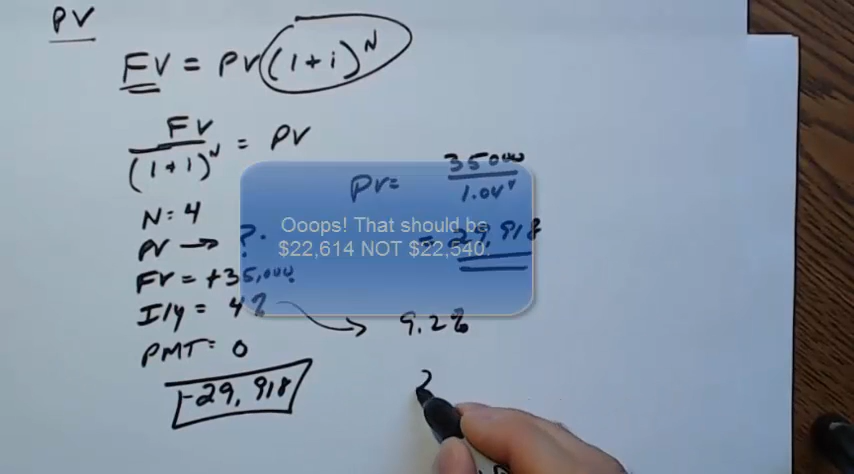 PV
FV = PV(1+i)^N
FV
(1+i)^N = PV
PV= 35000
1.04^4
N: 4
PV → ?.
Ooops! That should be
$22,614 NOT $22,540.
= 29,918
FV = +35,000.
I/y = 4%
9.2%
PMT: 0
-29,918
2